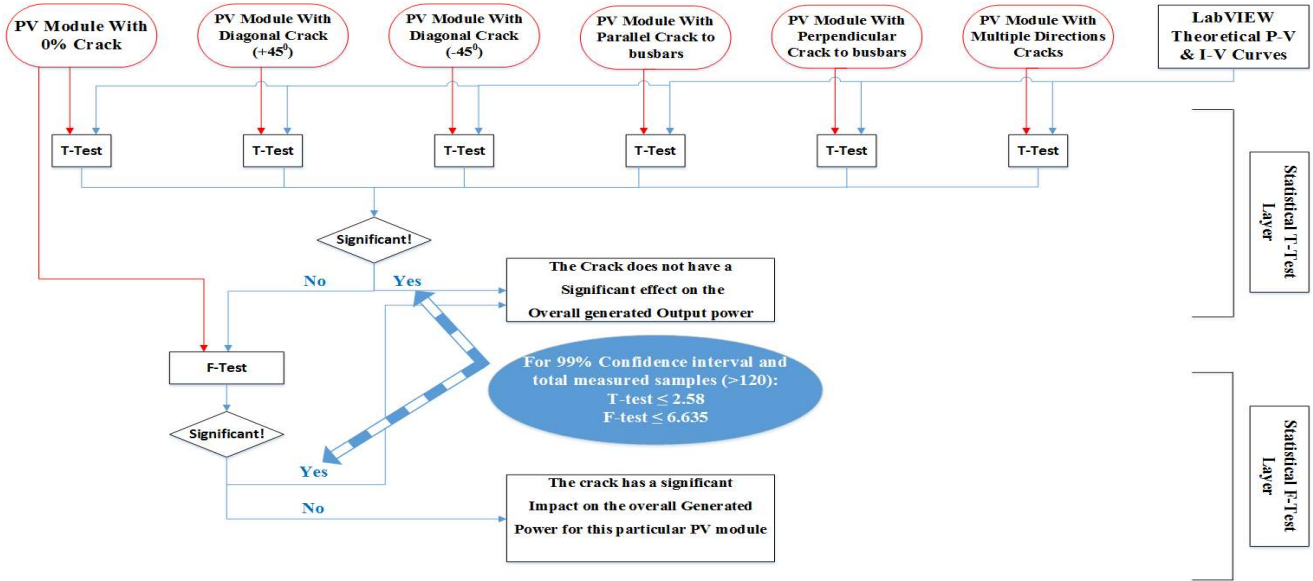 PV Module With
0% Crack
PV Module With
Diagonal Crack
(+45⁰)
PV Module With
Diagonal Crack
(-45⁰)
PV Module With
Parallel Crack to
busbars
PV Module With
Perpendicular
Crack to busbars
PV Module With
Multiple Directions
Cracks
LabVIEW
Theoretical P-V
& I-V Curves
T-Test
T-Test
T-Test
T-Test
T-Test
T-Test
Statistical T-Test
Layer
Significant!
No
Yes
The Crack does not have a
Significant effect on the
Overall generated Output power
F-Test
For 99% Confidence interval and
total measured samples (>120):
T-test ≤ 2.58
F-test ≤ 6.635
Significant!
Yes
No
The crack has a significant
Impact on the overall Generated
Power for this particular PV module
Statistical F-Test
Layer